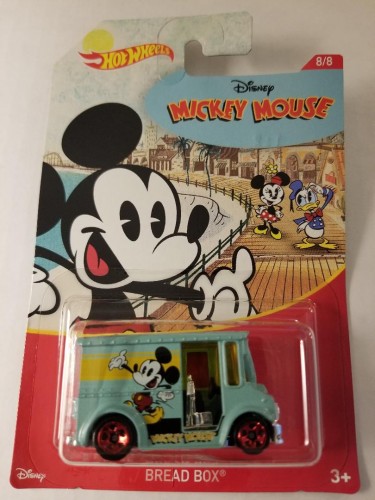 HOT WHEELS
8/8
Disney
MICKEY MOUSE
MICKEY MOUSE
Disney
BREAD BOX®
3+